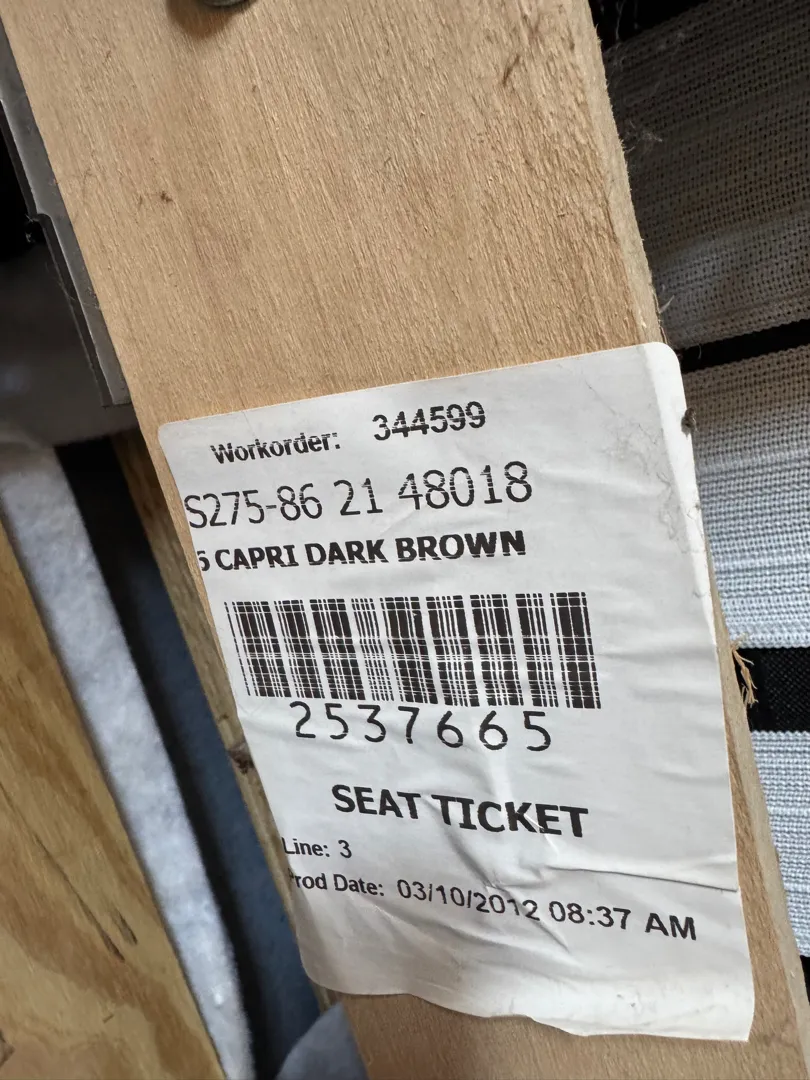 Workorder: 344599
S275-86 21 48018
6 CAPRI DARK BROWN
2537665
SEAT TICKET
Line: 3
Prod Date: 03/10/2012 08:37 AM